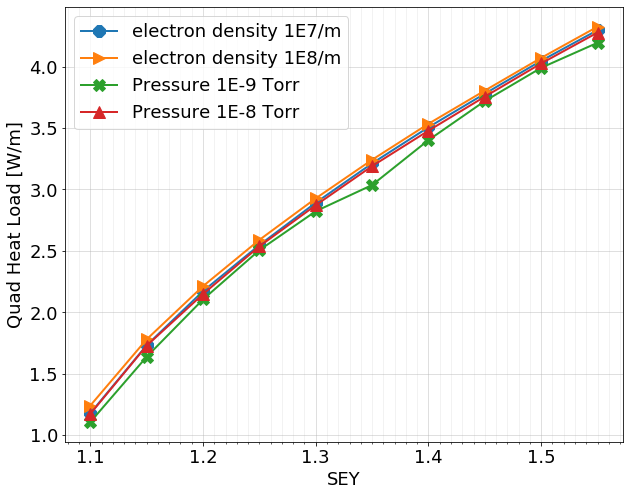 electron density 1E7/m
electron density 1E8/m
Pressure 1E-9 Torr
Pressure 1E-8 Torr
Quad Heat Load [W/m]
4.0
3.5
3.0
2.5
2.0
1.5
1.0
1.1 1.2 1.3 1.4 1.5
SEY